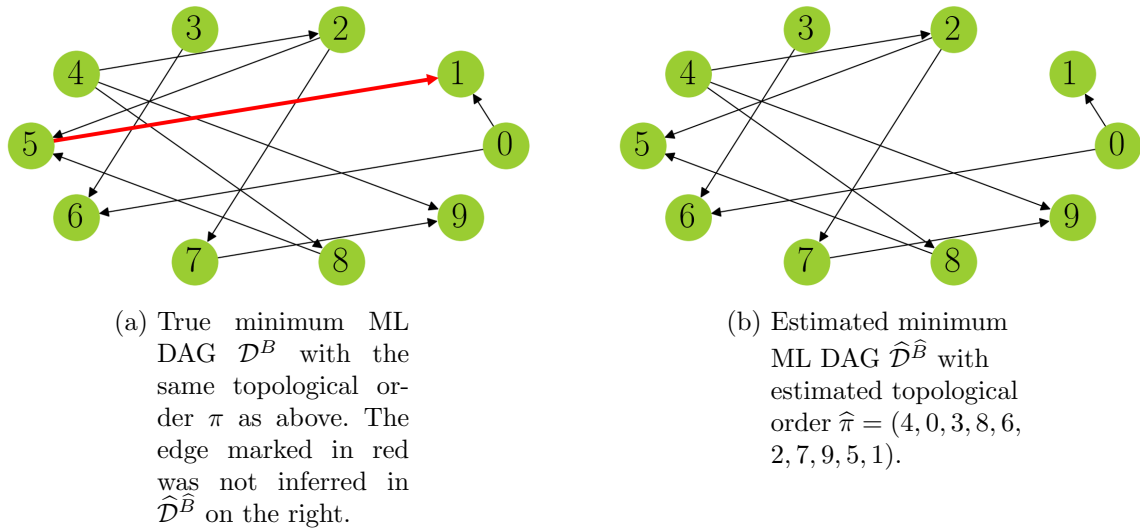 3
2
4
1
5
0
6
9
7
8
3
2
4
1
5
0
6
9
7
8
(a) True minimum ML
DAG 𝒟^B with the
same topological or-
der π as above. The
edge marked in red
was not inferred in
𝒟̂^B̂ on the right.
(b) Estimated minimum
ML DAG 𝒟̂^B̂ with
estimated topological
order π̂ = (4, 0, 3, 8, 6,
2, 7, 9, 5, 1).